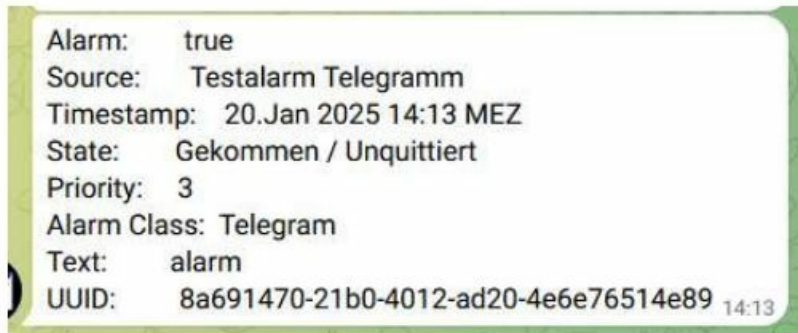 Alarm: true
Source: Testalarm Telegramm
Timestamp: 20.Jan 2025 14:13 MEZ
State: Gekommen / Unquittiert
Priority: 3
Alarm Class: Telegram
Text: alarm
UUID: 8a691470-21b0-4012-ad20-4e6e76514e89 14:13